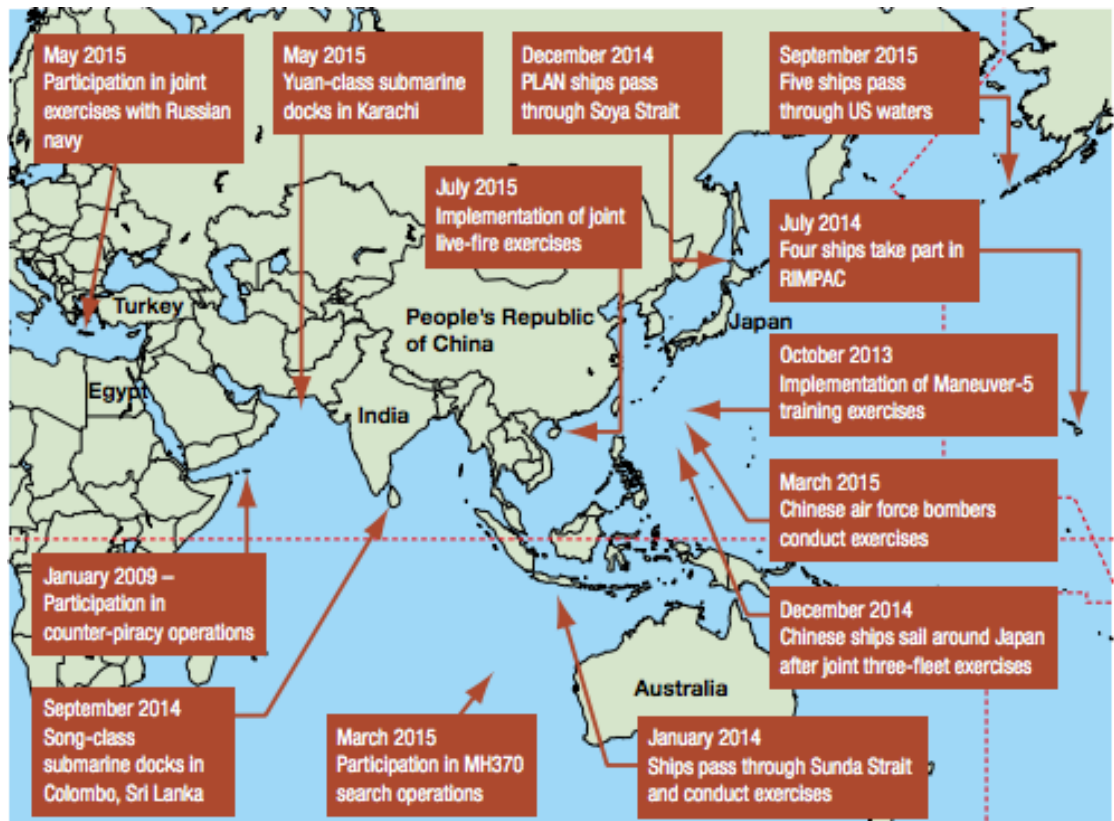 May 2015
Participation in joint
exercises with Russian
navy
May 2015
Yuan-class submarine
docks in Karachi
December 2014
PLAN ships pass
through Soya Strait
September 2015
Five ships pass
through US waters
July 2015
Implementation of joint
live-fire exercises
July 2014
Four ships take part in
RIMPAC
Turkey
People's Republic
of China
Japan
Egypt
India
October 2013
Implementation of Maneuver-5
training exercises
March 2015
Chinese air force bombers
conduct exercises
January 2009 –
Participation in
counter-piracy operations
December 2014
Chinese ships sail around Japan
after joint three-fleet exercises
Australia
September 2014
Song-class
submarine docks in
Colombo, Sri Lanka
March 2015
Participation in MH370
search operations
January 2014
Ships pass through Sunda Strait
and conduct exercises